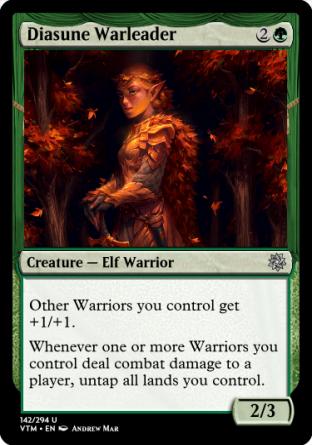 Diasune Warleader 2
Creature — Elf Warrior
Other Warriors you control get
+1/+1.
Whenever one or more Warriors you
control deal combat damage to a
player, untap all lands you control.
142/294 U
VTM • EN Andrew Mar
2/3